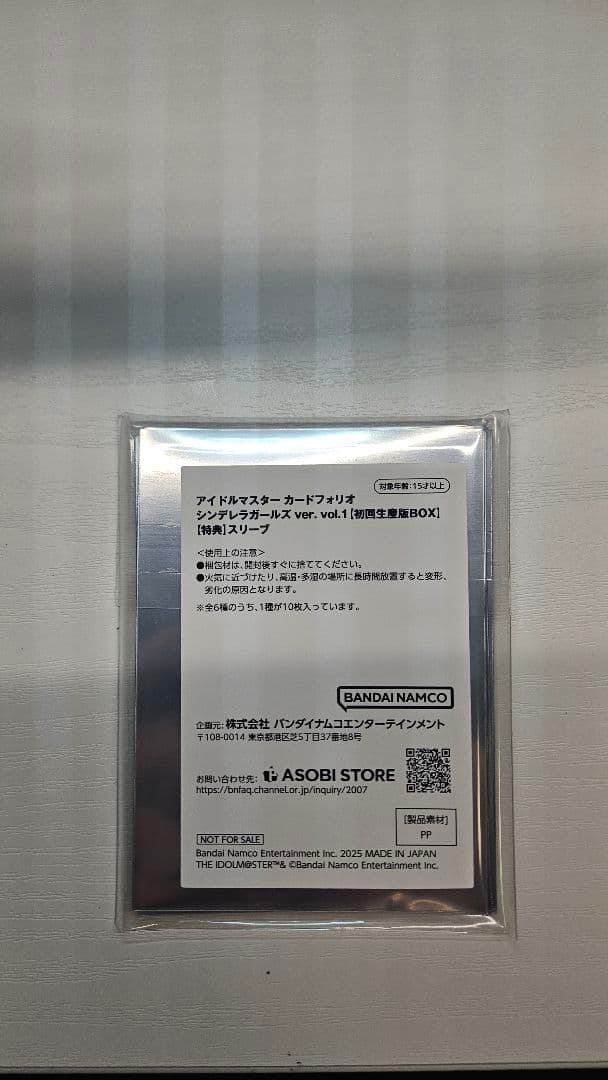 対象年齢:15才以上
アイドルマスター カードフォリオ
シンデレラガールズ ver. vol.1【初回生産版BOX】
【特典】スリーブ
＜使用上の注意＞
●梱包材は、開封後すぐに捨ててください。
●火気に近づけたり、高温・多湿の場所に長時間放置すると変形、
劣化の原因となります。
※全6種のうち、1種が10枚入っています。
BANDAI NAMCO
企画元:株式会社 バンダイナムコエンターテインメント
〒108-0014 東京都港区芝5丁目37番地8号
お問い合わせ先: ASOBI STORE
https://bnfaq.channel.or.jp/inquiry/2007
[製品素材]
PP
NOT FOR SALE
Bandai Namco Entertainment Inc. 2025 MADE IN JAPAN
THE IDOLM@STER™& ©Bandai Namco Entertainment Inc.